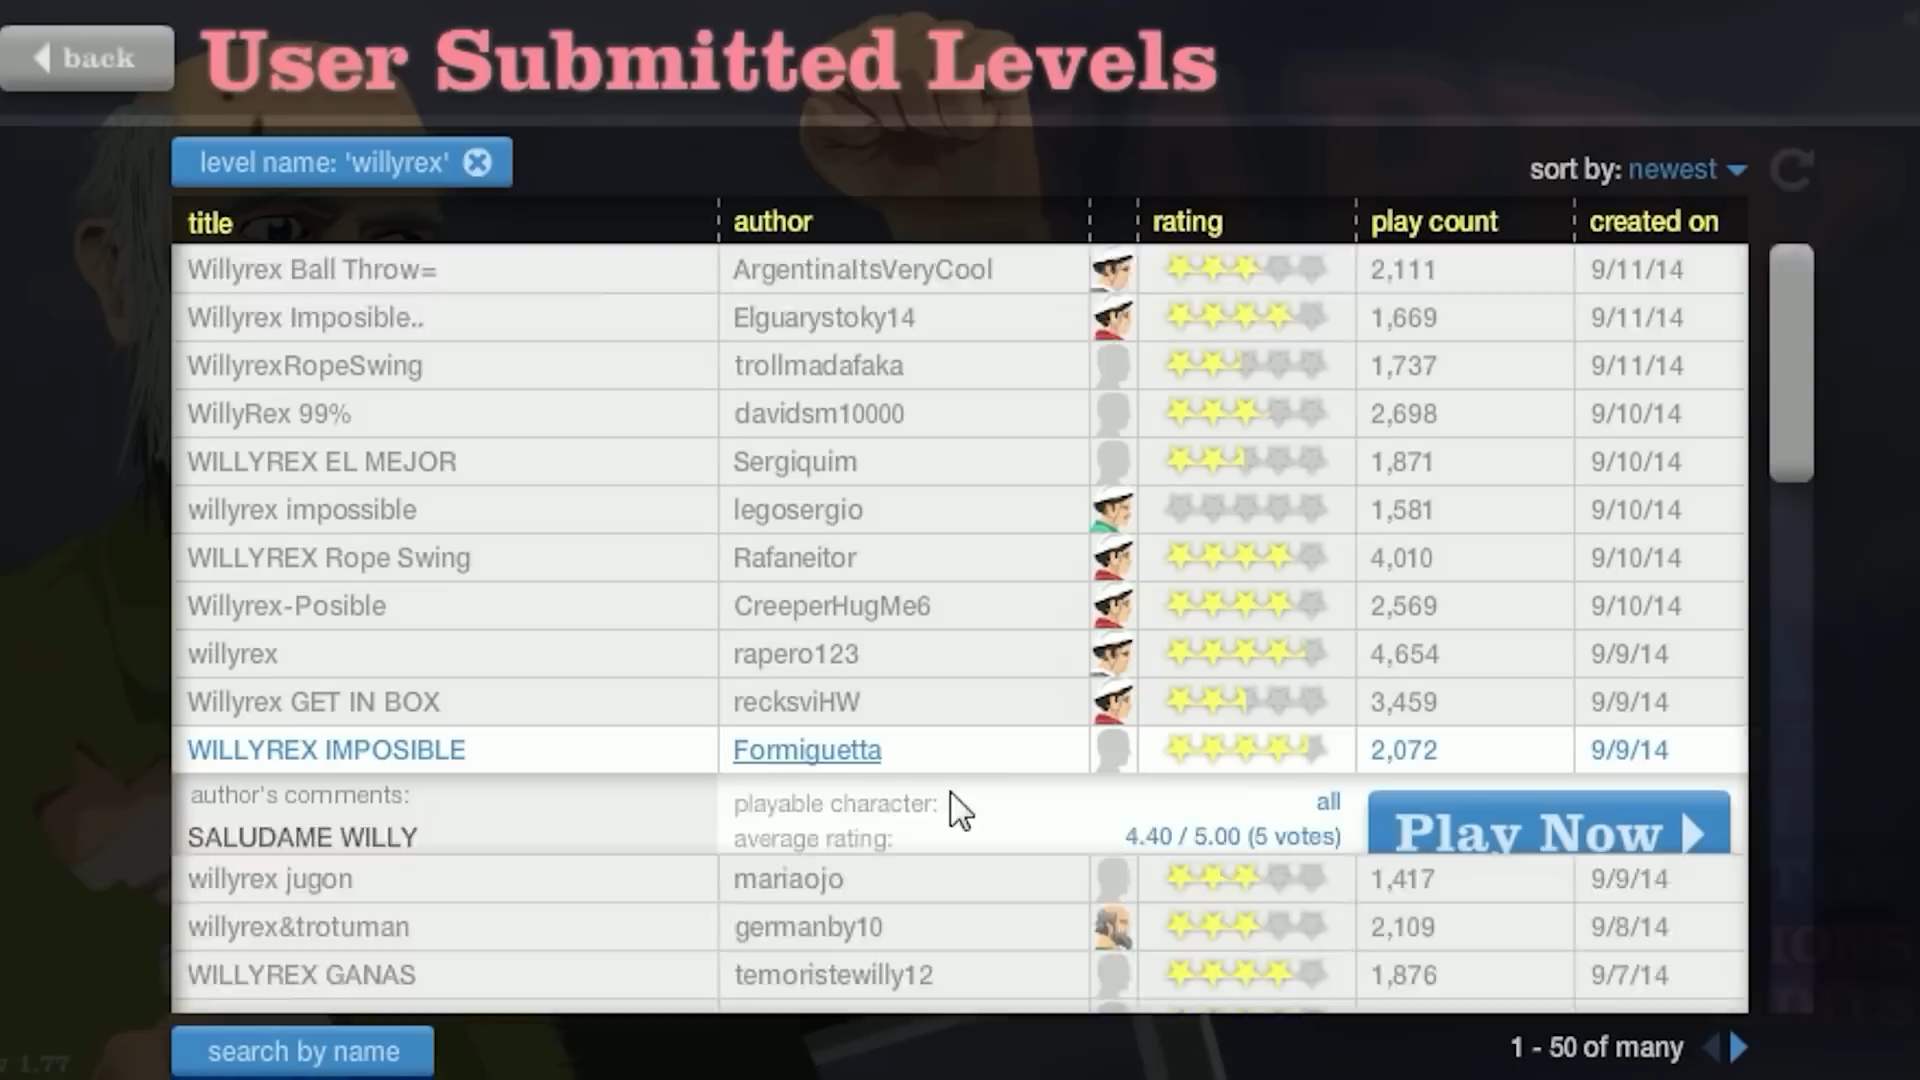 back
User Submitted Levels
level name: 'willyrex'
sort by: newest
title author rating play count created on
Willyrex Ball Throw= ArgentinaItsVeryCool 2,111 9/11/14
Willyrex Imposible.. Elguarystoky14 1,669 9/11/14
WillyrexRopeSwing trollmadafaka 1,737 9/11/14
WillyRex 99% davidsm10000 2,698 9/10/14
WILLYREX EL MEJOR Sergiquim 1,871 9/10/14
willyrex impossible legosergio 1,581 9/10/14
WILLYREX Rope Swing Rafaneitor 4,010 9/10/14
Willyrex-Posible CreeperHugMe6 2,569 9/10/14
willyrex rapero123 4,654 9/9/14
Willyrex GET IN BOX recksviHW 3,459 9/9/14
WILLYREX IMPOSIBLE Formiguetta 2,072 9/9/14
author's comments: playable character: all
SALUDAME WILLY average rating: 4.40 / 5.00 (5 votes) Play Now
willyrex jugon mariaojo 1,417 9/9/14
willyrex&trotuman germanby10 2,109 9/8/14
WILLYREX GANAS temoristewilly12 1,876 9/7/14
search by name
1 - 50 of many
1.77